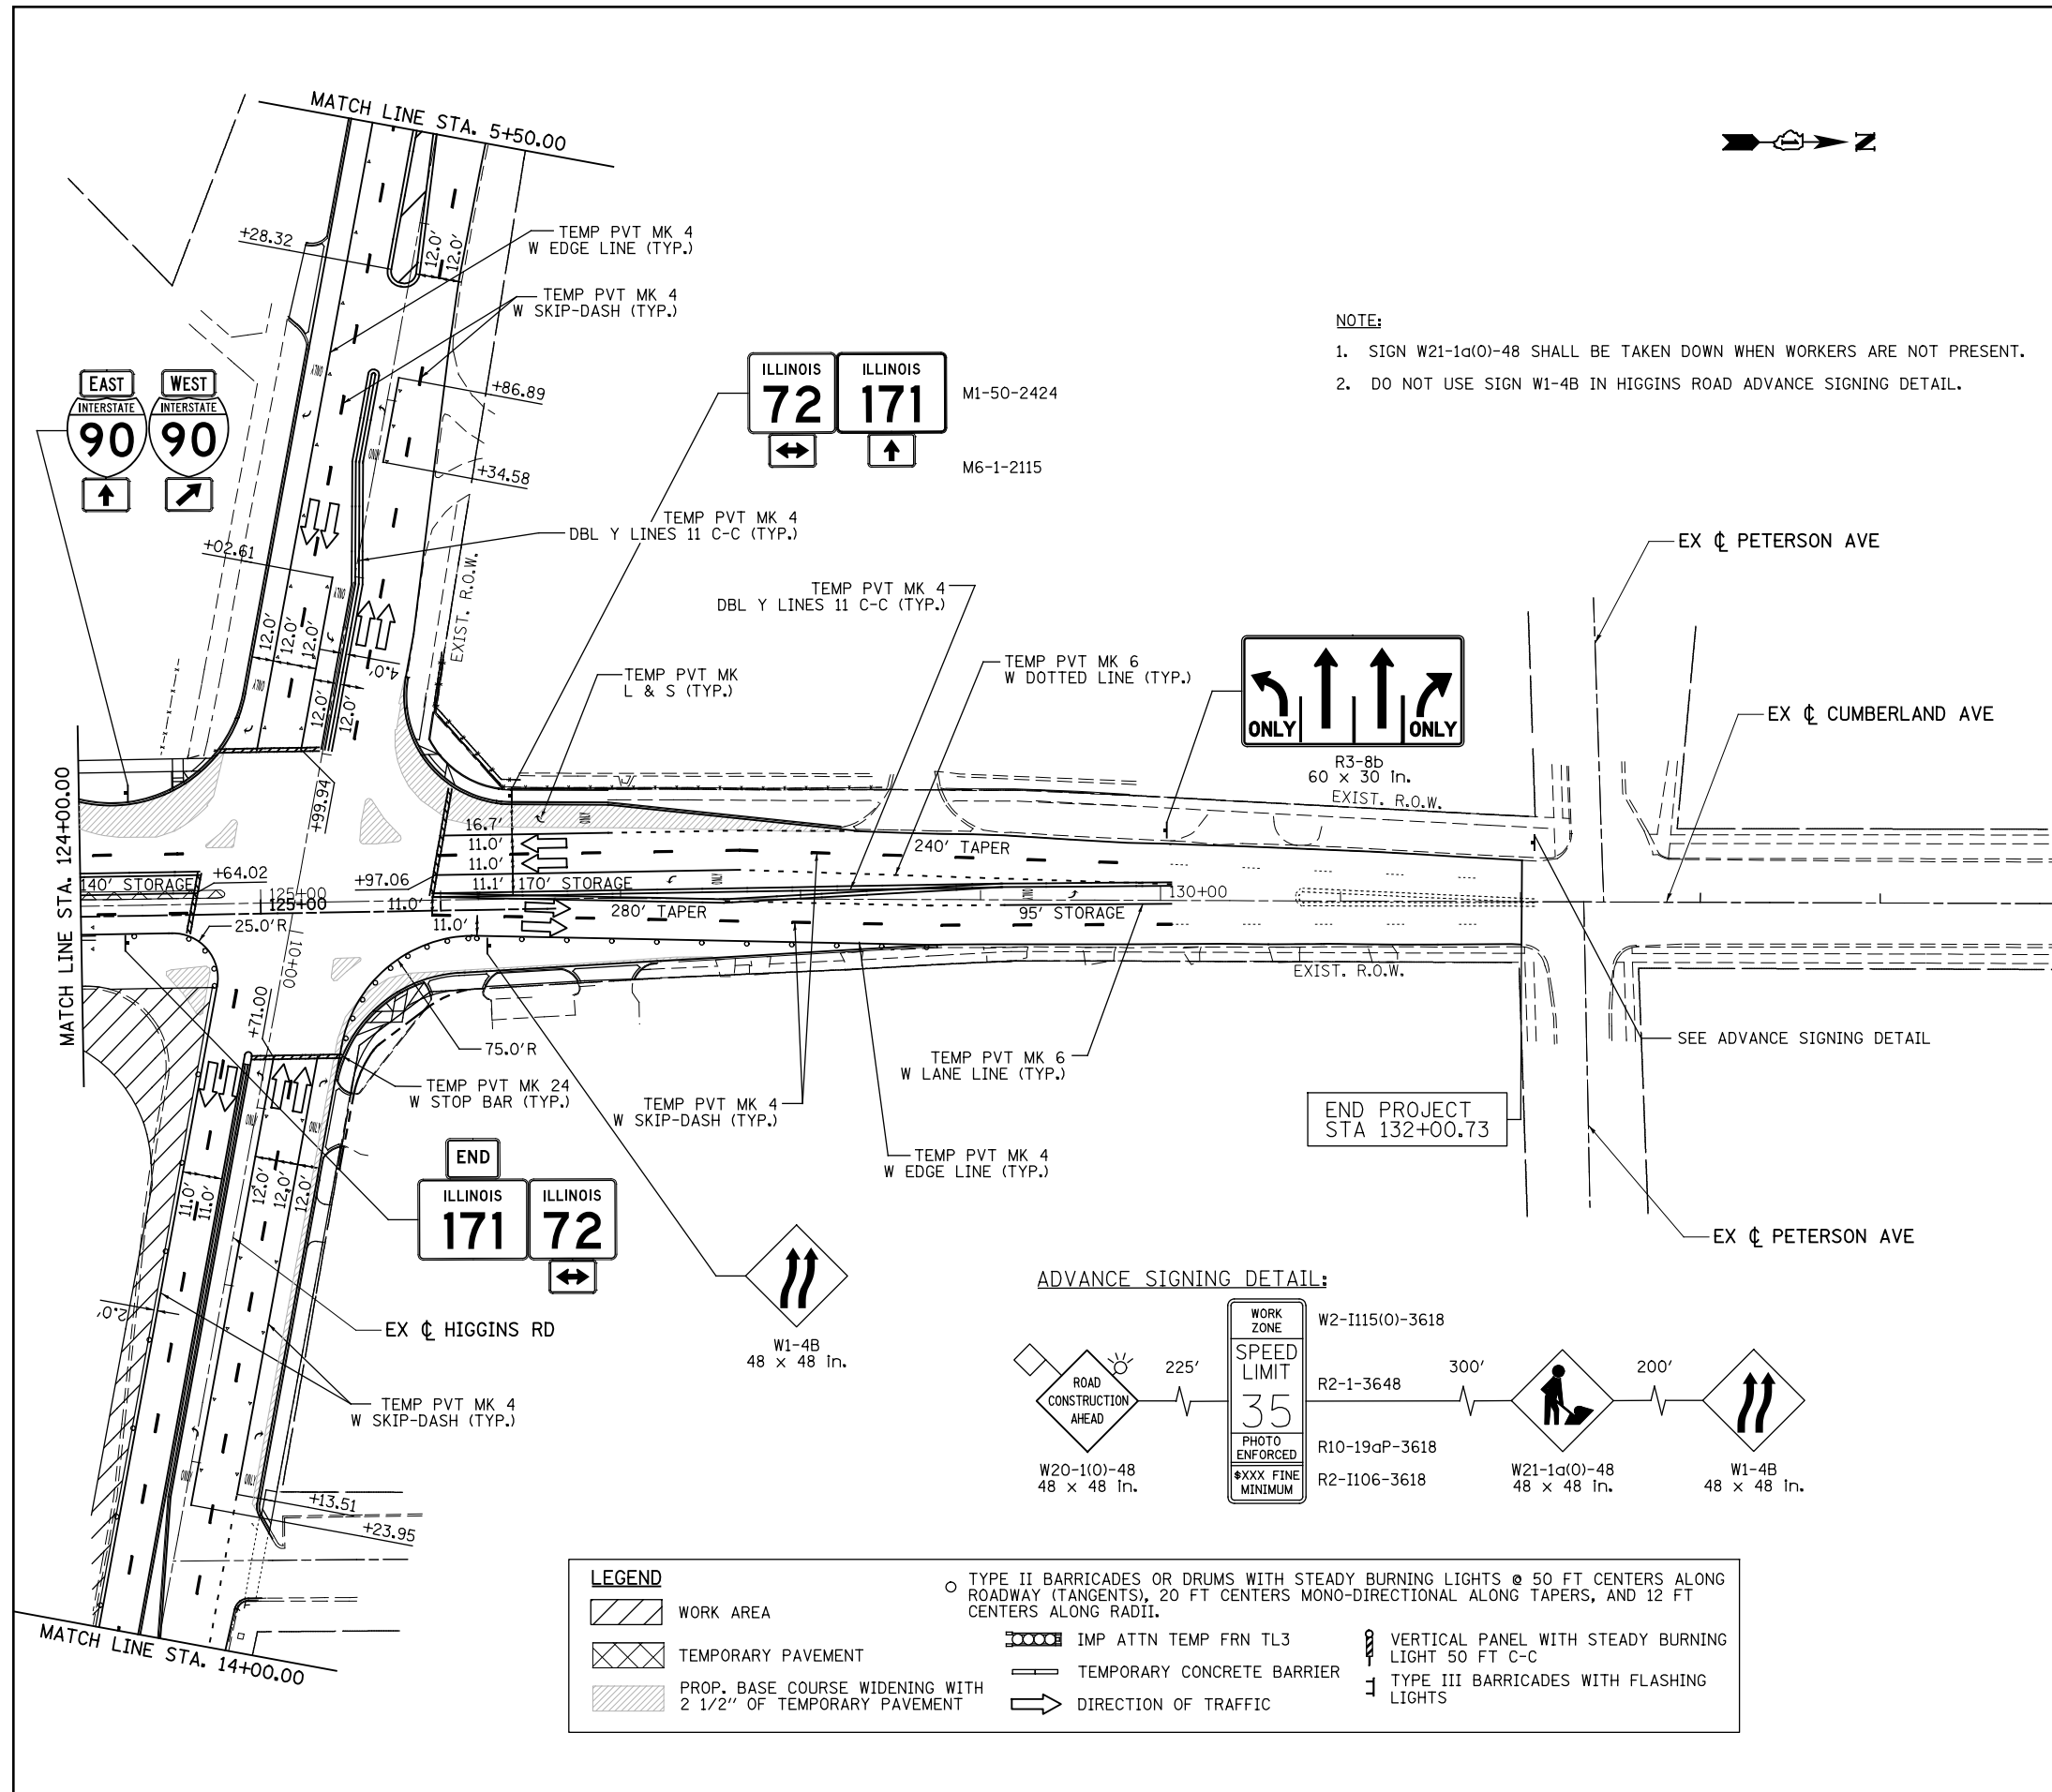 MATCH LINE STA. 5+50.00
N
+28.32
12.0'
12.0'
TEMP PVT MK 4
W EDGE LINE (TYP.)
TEMP PVT MK 4
W SKIP-DASH (TYP.)
NOTE:
1. SIGN W21-1a(O)-48 SHALL BE TAKEN DOWN WHEN WORKERS ARE NOT PRESENT.
2. DO NOT USE SIGN W1-4B IN HIGGINS ROAD ADVANCE SIGNING DETAIL.
EAST
INTERSTATE
90
WEST
INTERSTATE
90
ONLY
+86.89
ONLY
+34.58
ILLINOIS
72
ILLINOIS
171
M1-50-2424
M6-1-2115
TEMP PVT MK 4
DBL Y LINES 11 C-C (TYP.)
+02.61
ONLY
EXIST. R.O.W.
EX ℄ PETERSON AVE
TEMP PVT MK 4
DBL Y LINES 11 C-C (TYP.)
12.0'
12.0'
12.0'
4.0'
ONLY
12.0'
12.0'
TEMP PVT MK
L & S (TYP.)
TEMP PVT MK 6
W DOTTED LINE (TYP.)
ONLY
ONLY
R3-8b
60 x 30 in.
EX ℄ CUMBERLAND AVE
EXIST. R.O.W.
MATCH LINE STA. 124+00.00
+99.94
16.7'
ONLY
11.0'
11.0'
240' TAPER
+64.02
+97.06
140' STORAGE
11.1'
170' STORAGE
ONLY
125+00
125+00
11.0'
280' TAPER
ONLY
130+00
95' STORAGE
25.0'R
11.0'
10+00
EXIST. R.O.W.
+71.00
75.0'R
SEE ADVANCE SIGNING DETAIL
TEMP PVT MK 24
W STOP BAR (TYP.)
TEMP PVT MK 4
W SKIP-DASH (TYP.)
TEMP PVT MK 6
W LANE LINE (TYP.)
END PROJECT
STA 132+00.73
ONLY
ONLY
TEMP PVT MK 4
W EDGE LINE (TYP.)
END
ILLINOIS
171
ILLINOIS
72
11.0'
11.0'
12.0'
12.0'
12.0'
EX ℄ PETERSON AVE
2.0'
EX ℄ HIGGINS RD
W1-4B
48 x 48 in.
TEMP PVT MK 4
W SKIP-DASH (TYP.)
ONLY
ONLY
+13.51
+23.95
MATCH LINE STA. 14+00.00
ADVANCE SIGNING DETAIL:
ROAD
CONSTRUCTION
AHEAD
W20-1(O)-48
48 x 48 in.
225'
WORK
ZONE
SPEED
LIMIT
35
PHOTO
ENFORCED
$XXX FINE
MINIMUM
W2-I115(O)-3618
R2-1-3648
R10-19aP-3618
R2-I106-3618
300'
W21-1a(O)-48
48 x 48 in.
200'
W1-4B
48 x 48 in.
LEGEND
WORK AREA
TEMPORARY PAVEMENT
PROP. BASE COURSE WIDENING WITH
2 1/2" OF TEMPORARY PAVEMENT
TYPE II BARRICADES OR DRUMS WITH STEADY BURNING LIGHTS @ 50 FT CENTERS ALONG
ROADWAY (TANGENTS), 20 FT CENTERS MONO-DIRECTIONAL ALONG TAPERS, AND 12 FT
CENTERS ALONG RADII.
IMP ATTN TEMP FRN TL3
TEMPORARY CONCRETE BARRIER
DIRECTION OF TRAFFIC
VERTICAL PANEL WITH STEADY BURNING
LIGHT 50 FT C-C
TYPE III BARRICADES WITH FLASHING
LIGHTS